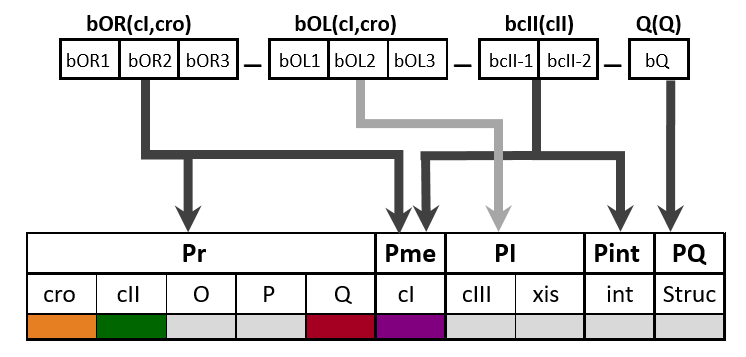 bOR(cI,cro) bOL(cI,cro) bcII(cII) Q(Q)
bOR1 bOR2 bOR3 bOL1 bOL2 bOL3 bcII-1 bcII-2 bQ
Pr Pme PI Pint PQ
cro cII O P Q cI cIII xis int Struc